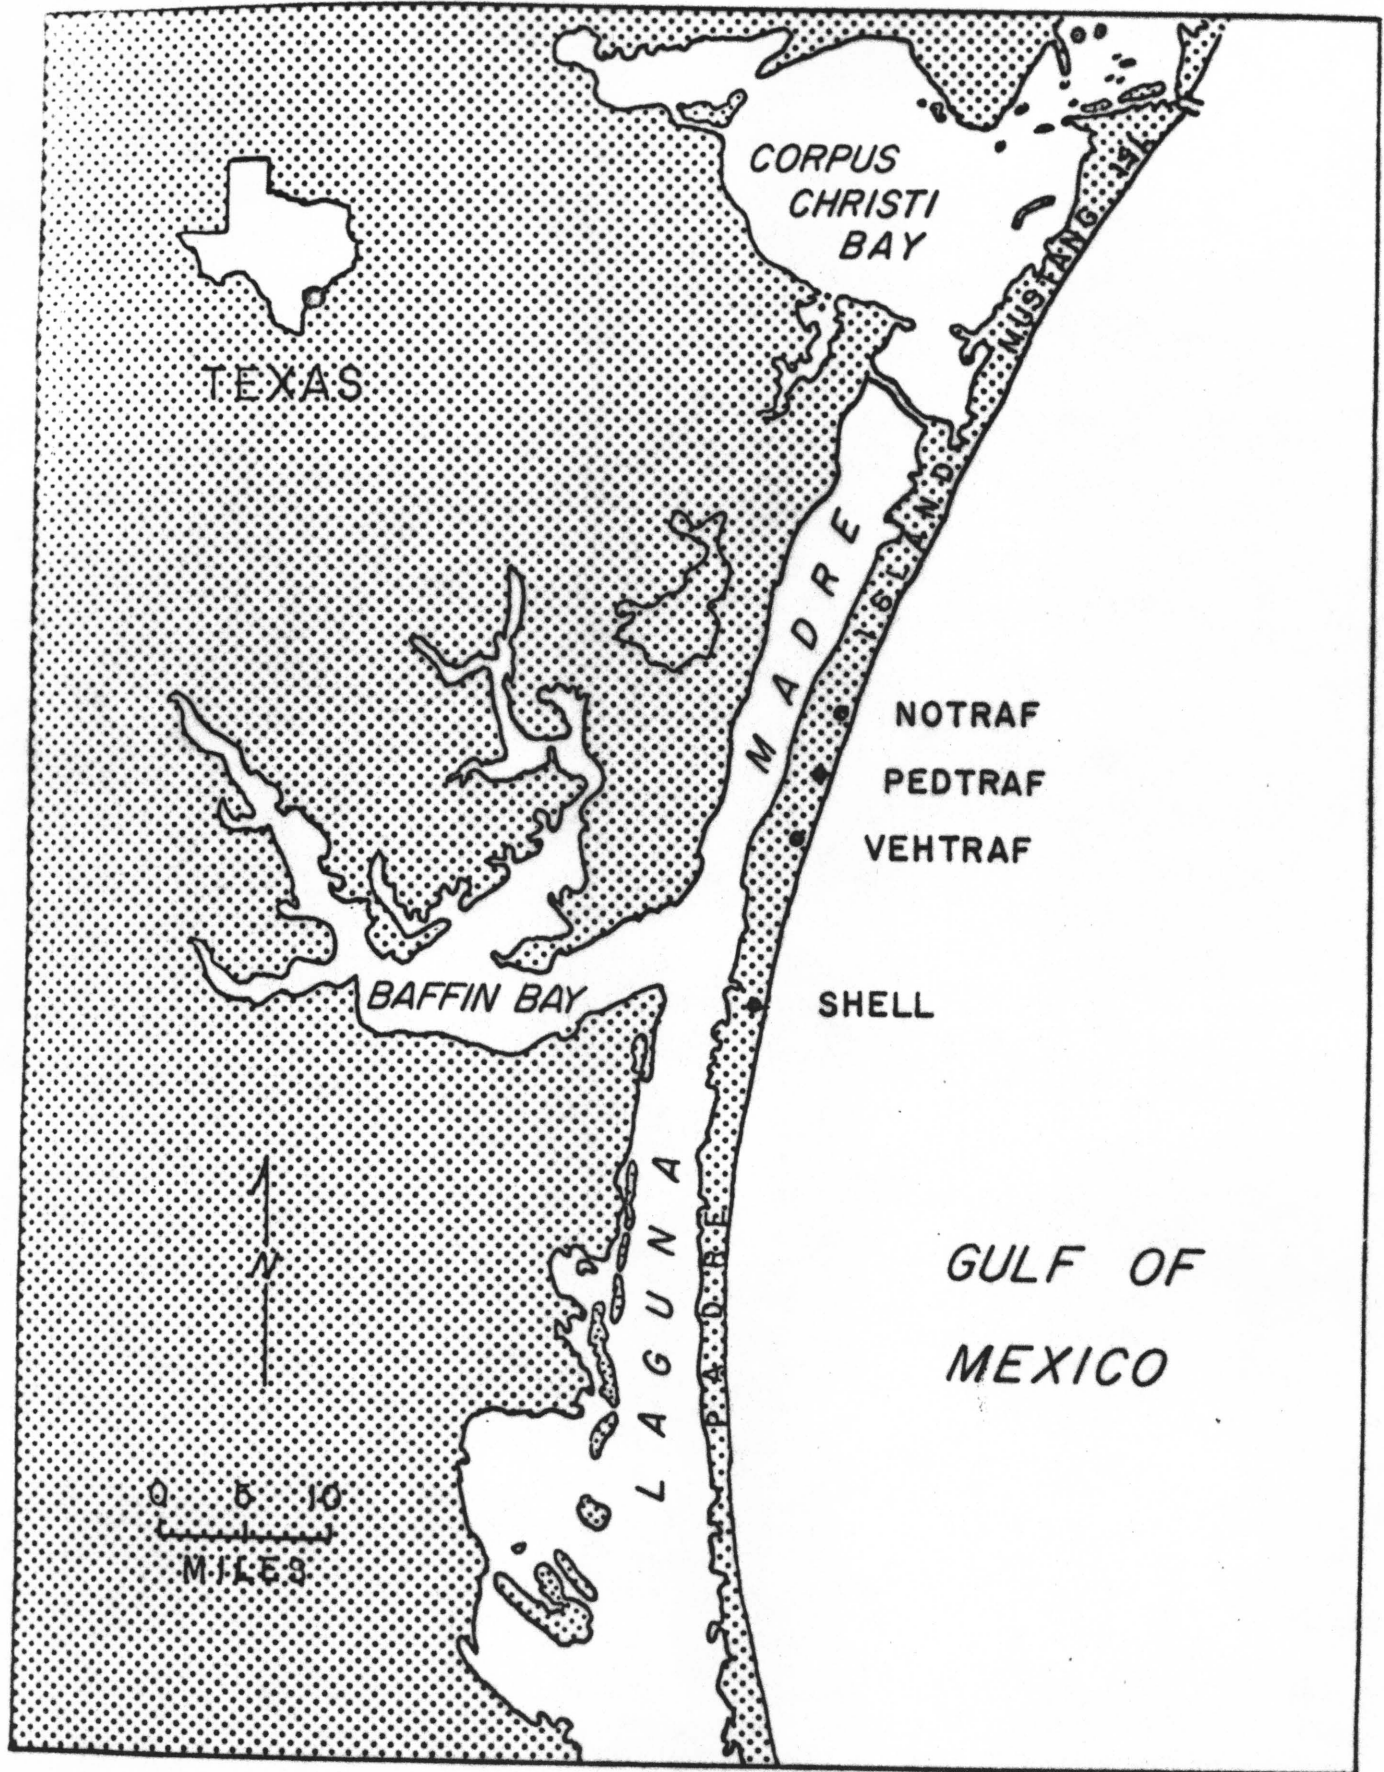 CORPUS
CHRISTI
BAY
MUSTANG ISL.
TEXAS
PADRE ISLAND
LAGUNA MADRE
NOTRAF
PEDTRAF
VEHTRAF
BAFFIN BAY
SHELL
N
GULF OF
MEXICO
0 5 10
MILES